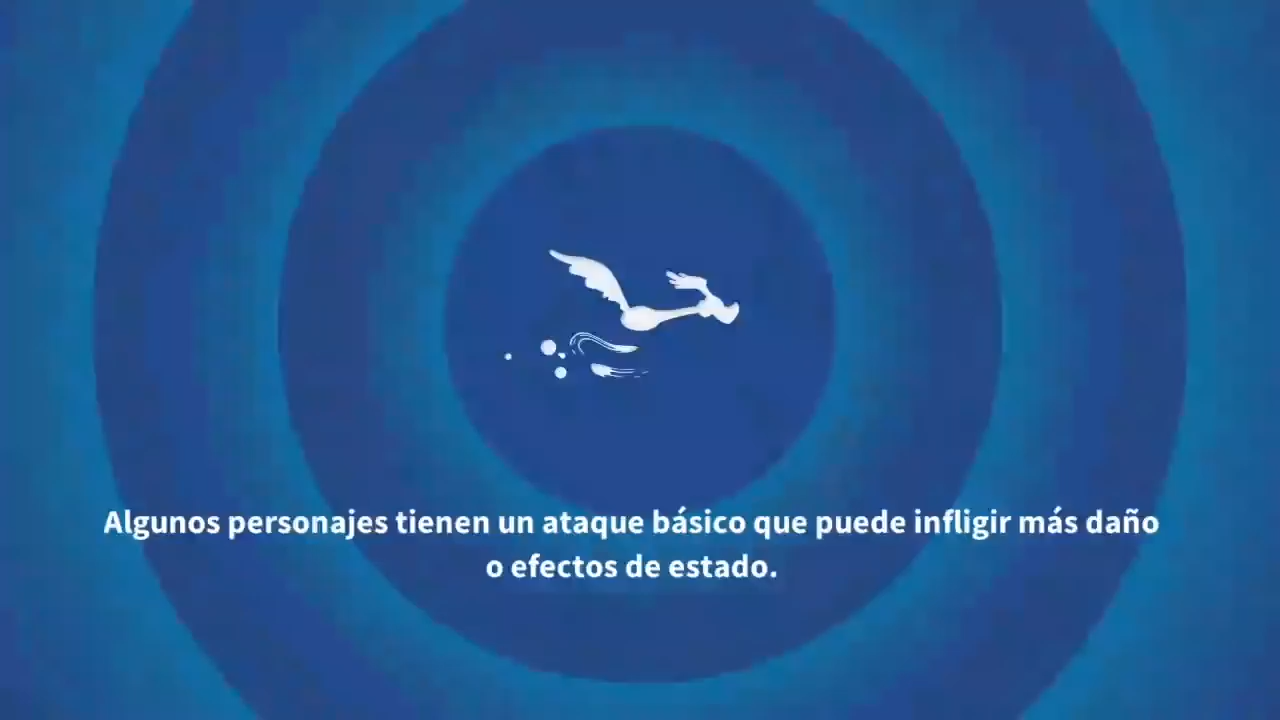 Algunos personajes tienen un ataque básico que puede infligir más daño
o efectos de estado.